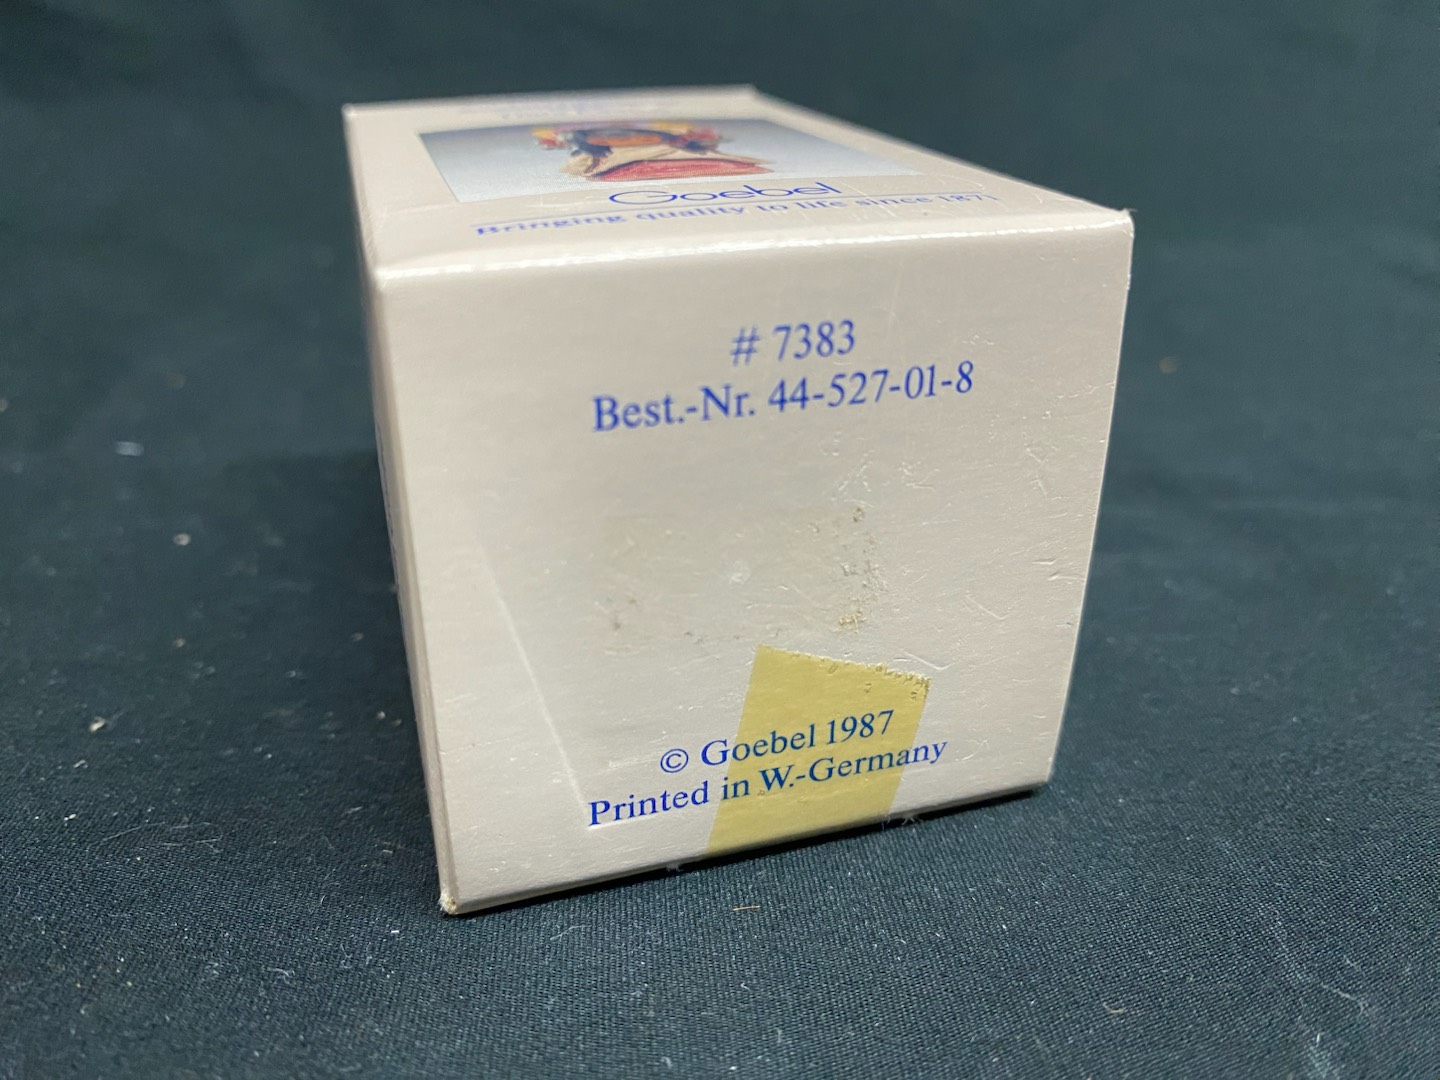 Goebel
Bringing quality to life since 1871
# 7383
Best.-Nr. 44-527-01-8
© Goebel 1987
Printed in W.-Germany